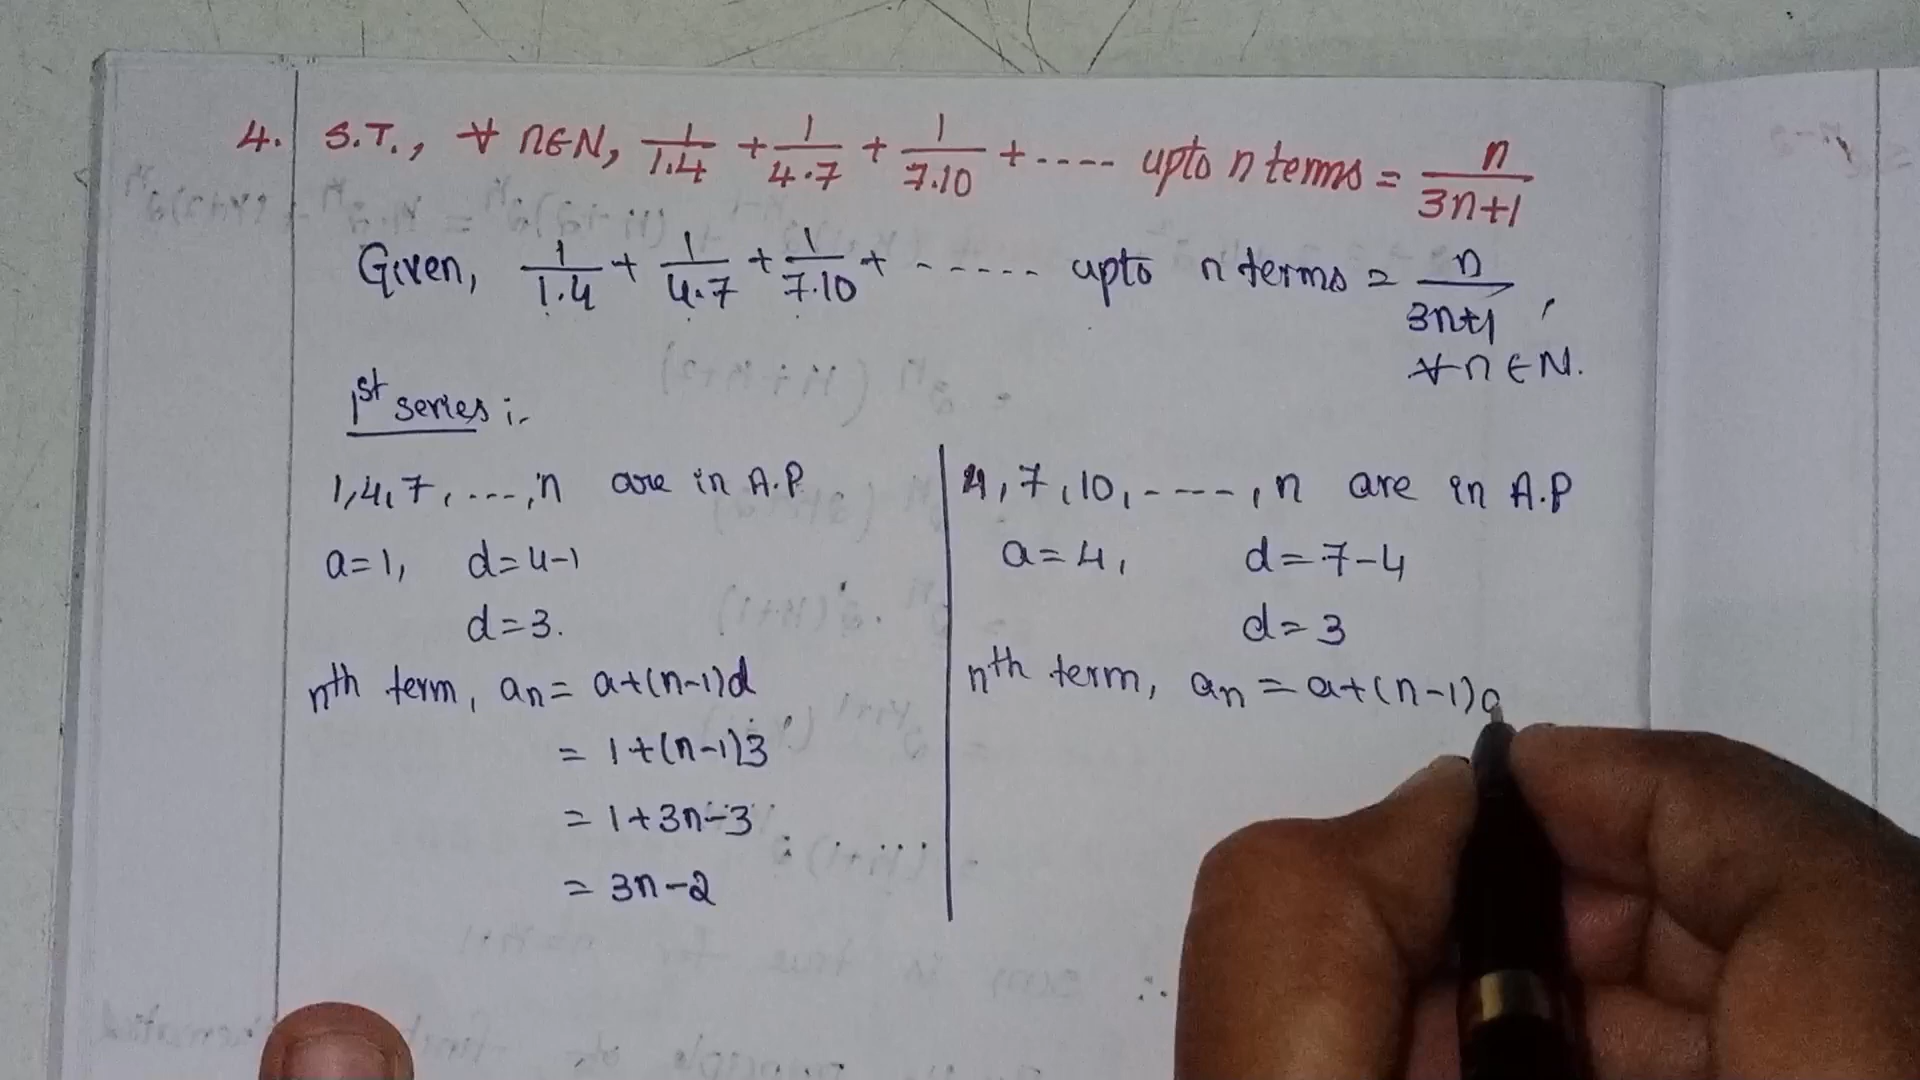 4. S.T., ∀ n∈N, 1/1.4 + 1/4.7 + 1/7.10 + ---- upto n terms = n/3n+1
Given, 1/1.4 + 1/4.7 + 1/7.10 + ----- upto n terms = n/3n+1,
∀ n ∈ N.
1st series :-
1,4,7, ---,n are in A.P
a=1, d=4-1
d=3.
nth term, an = a+(n-1)d
= 1+(n-1)3
= 1+3n-3
= 3n-2
4,7,10,----,n are in A.P
a=4, d=7-4
d=3
nth term, an = a+(n-1)